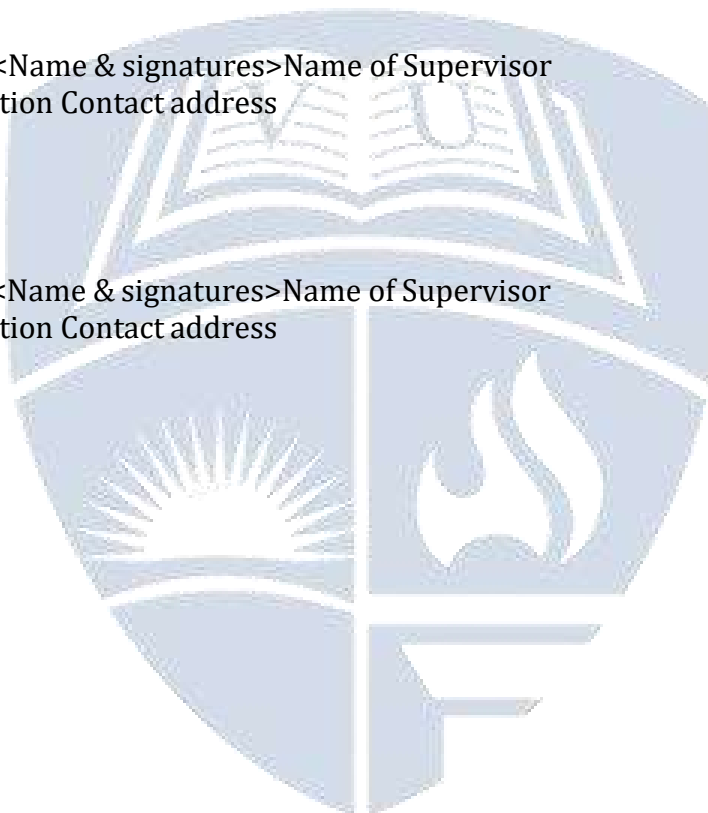 <Name & signatures>Name of Supervisor
tion Contact address
V U
<Name & signatures>Name of Supervisor
tion Contact address